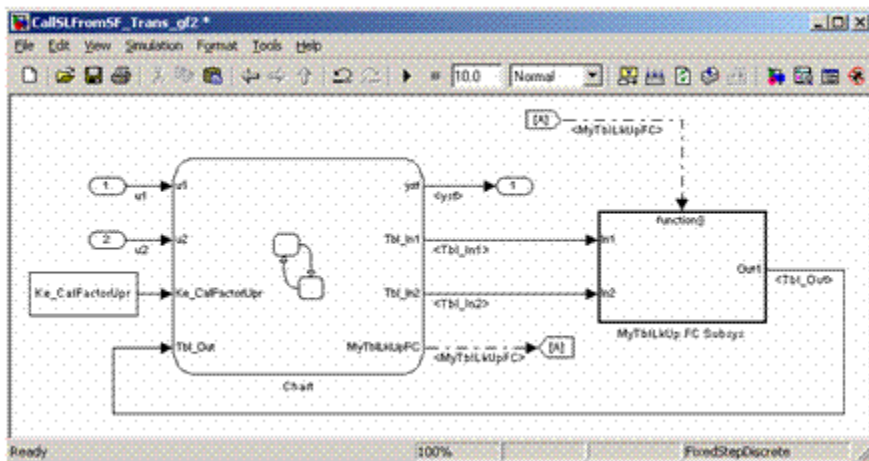 CallSLFromSF_Trans_gf2 *
File Edit View Simulation Format Tools Help
10.0 Normal
[A]
<MyTblLkUpFC>
1
u1
u1
yst
<yst>
1
function()
2
u2
u2
Tbl_In1
<Tbl_In1>
In1
Out1
<Tbl_Out>
Ke_CalFactorUpr
Ke_CalFactorUpr
Tbl_In2
<Tbl_In2>
In2
MyTblLkUp FC Subsys
Tbl_Out
MyTblLkUpFC
<MyTblLkUpFC>
[A]
Chart
Ready 100% FixedStepDiscrete